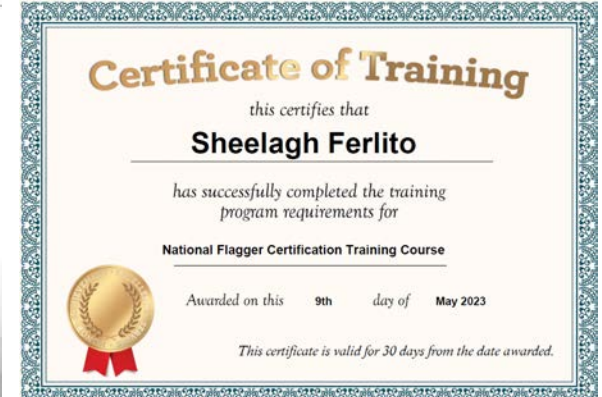 Certificate of Training
this certifies that
Sheelagh Ferlito
has successfully completed the training
program requirements for
National Flagger Certification Training Course
Awarded on this 9th day of May 2023
This certificate is valid for 30 days from the date awarded.